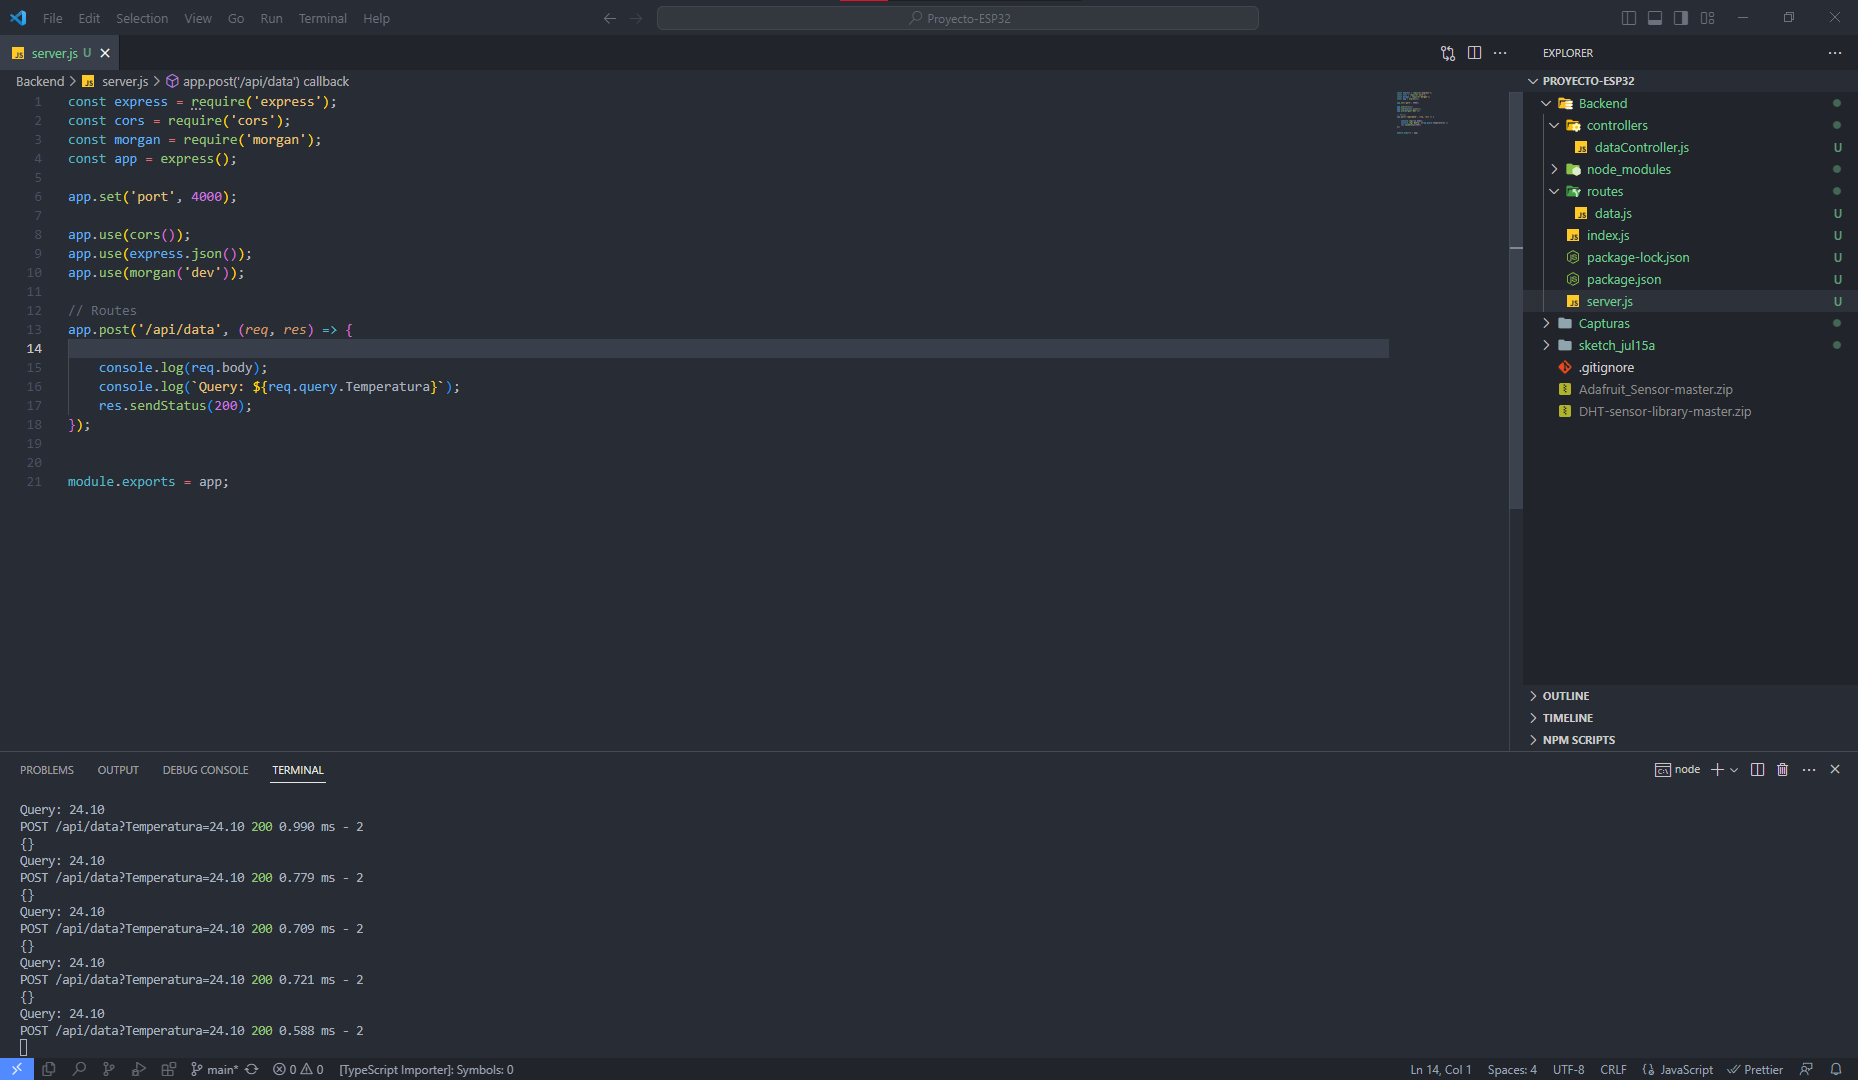 File Edit Selection View Go Run Terminal Help
Proyecto-ESP32
server.js U
Backend > server.js > app.post('/api/data') callback
1 const express = require('express');
2 const cors = require('cors');
3 const morgan = require('morgan');
4 const app = express();
5
6 app.set('port', 4000);
7
8 app.use(cors());
9 app.use(express.json());
10 app.use(morgan('dev'));
11
12 // Routes
13 app.post('/api/data', (req, res) => {
14
15 console.log(req.body);
16 console.log(`Query: ${req.query.Temperatura}`);
17 res.sendStatus(200);
18 });
19
20
21 module.exports = app;
EXPLORER
PROYECTO-ESP32
Backend
controllers
dataController.js U
node_modules
routes
data.js U
index.js U
package-lock.json U
package.json U
server.js U
Capturas
sketch_jul15a
.gitignore
Adafruit_Sensor-master.zip
DHT-sensor-library-master.zip
OUTLINE
TIMELINE
NPM SCRIPTS
PROBLEMS OUTPUT DEBUG CONSOLE TERMINAL
node
Query: 24.10
POST /api/data?Temperatura=24.10 200 0.990 ms - 2
{}
Query: 24.10
POST /api/data?Temperatura=24.10 200 0.779 ms - 2
{}
Query: 24.10
POST /api/data?Temperatura=24.10 200 0.709 ms - 2
{}
Query: 24.10
POST /api/data?Temperatura=24.10 200 0.721 ms - 2
{}
Query: 24.10
POST /api/data?Temperatura=24.10 200 0.588 ms - 2
main* 0 0 [TypeScript Importer]: Symbols: 0
Ln 14, Col 1 Spaces: 4 UTF-8 CRLF JavaScript Prettier